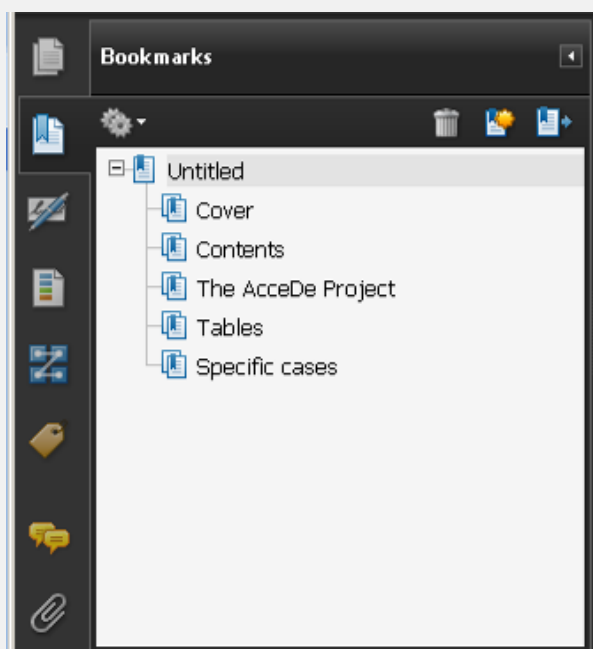 Bookmarks
Untitled
Cover
Contents
The AcceDe Project
Tables
Specific cases